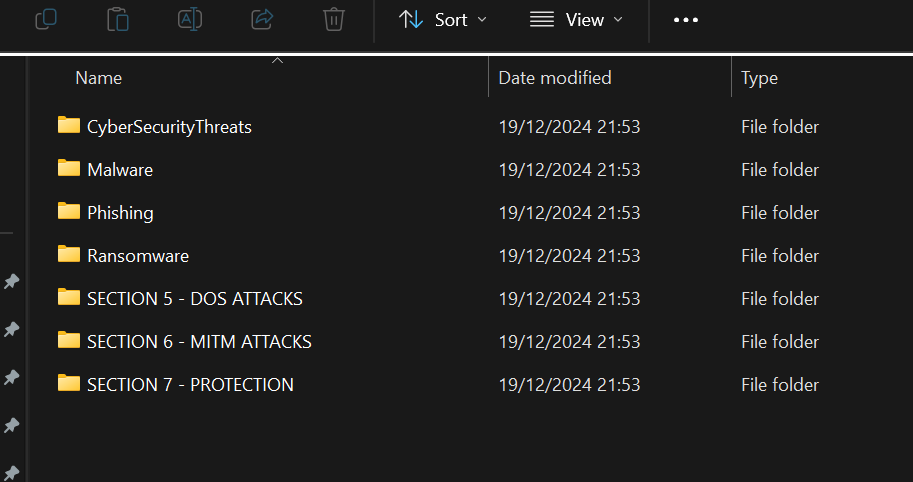 Sort View
Name Date modified Type
CyberSecurityThreats 19/12/2024 21:53 File folder
Malware 19/12/2024 21:53 File folder
Phishing 19/12/2024 21:53 File folder
Ransomware 19/12/2024 21:53 File folder
SECTION 5 - DOS ATTACKS 19/12/2024 21:53 File folder
SECTION 6 - MITM ATTACKS 19/12/2024 21:53 File folder
SECTION 7 - PROTECTION 19/12/2024 21:53 File folder